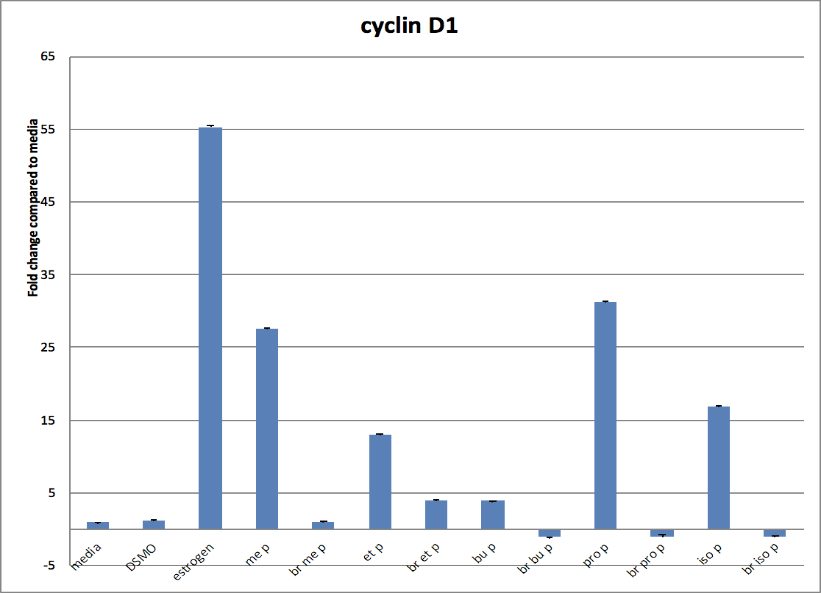 cyclin D1
Fold change compared to media
65
55
45
35
25
15
5
-5
media
DSMO
estrogen
me p
br me p
et p
br et p
bu p
br bu p
pro p
br pro p
iso p
br iso p